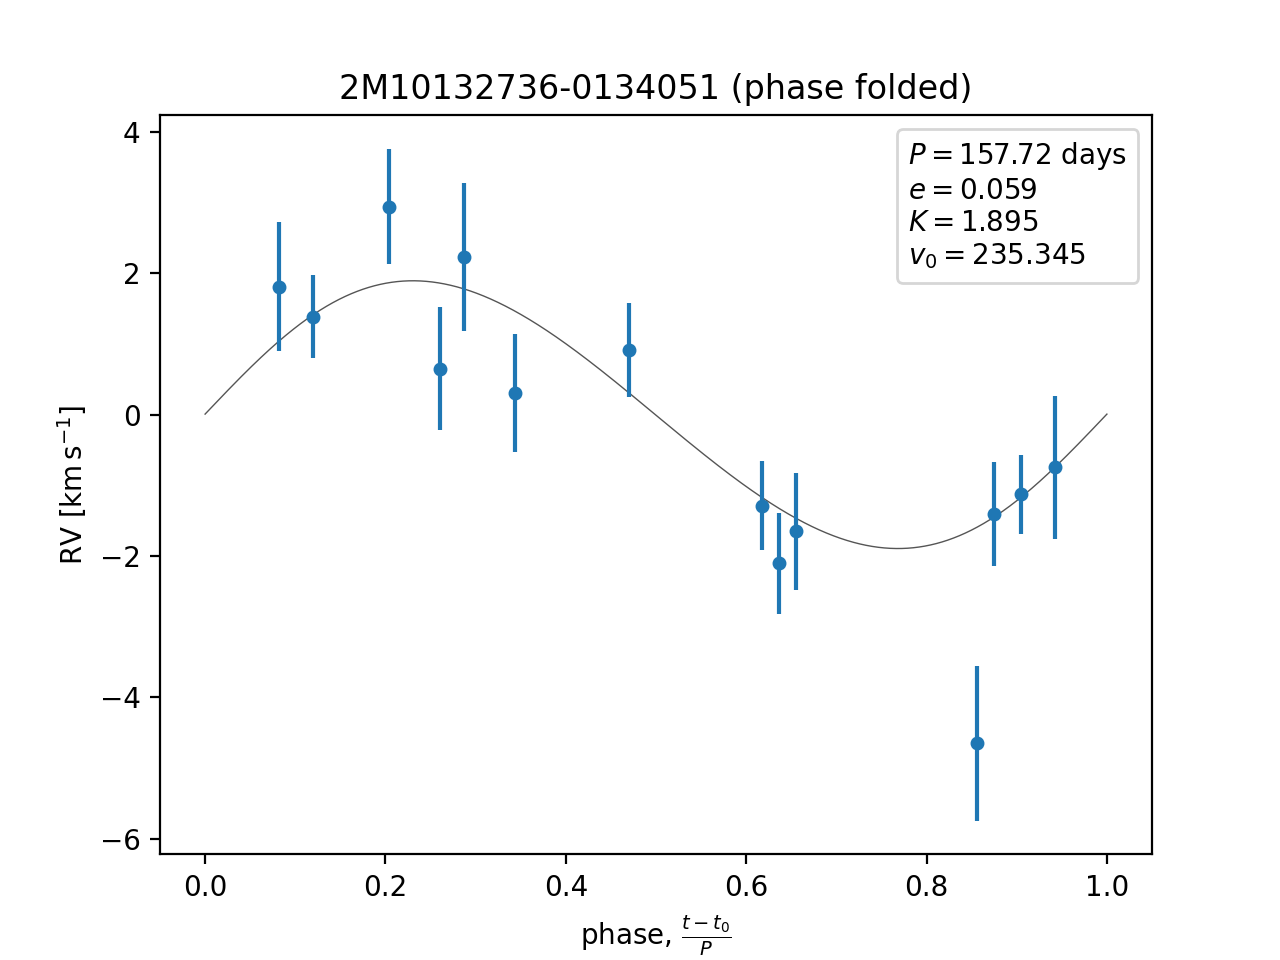 2M10132736-0134051 (phase folded)
P = 157.72 days
e = 0.059
K = 1.895
v₀ = 235.345
RV [km s⁻¹]
4
2
0
−2
−4
−6
0.0 0.2 0.4 0.6 0.8 1.0
phase, (t − t₀)/P